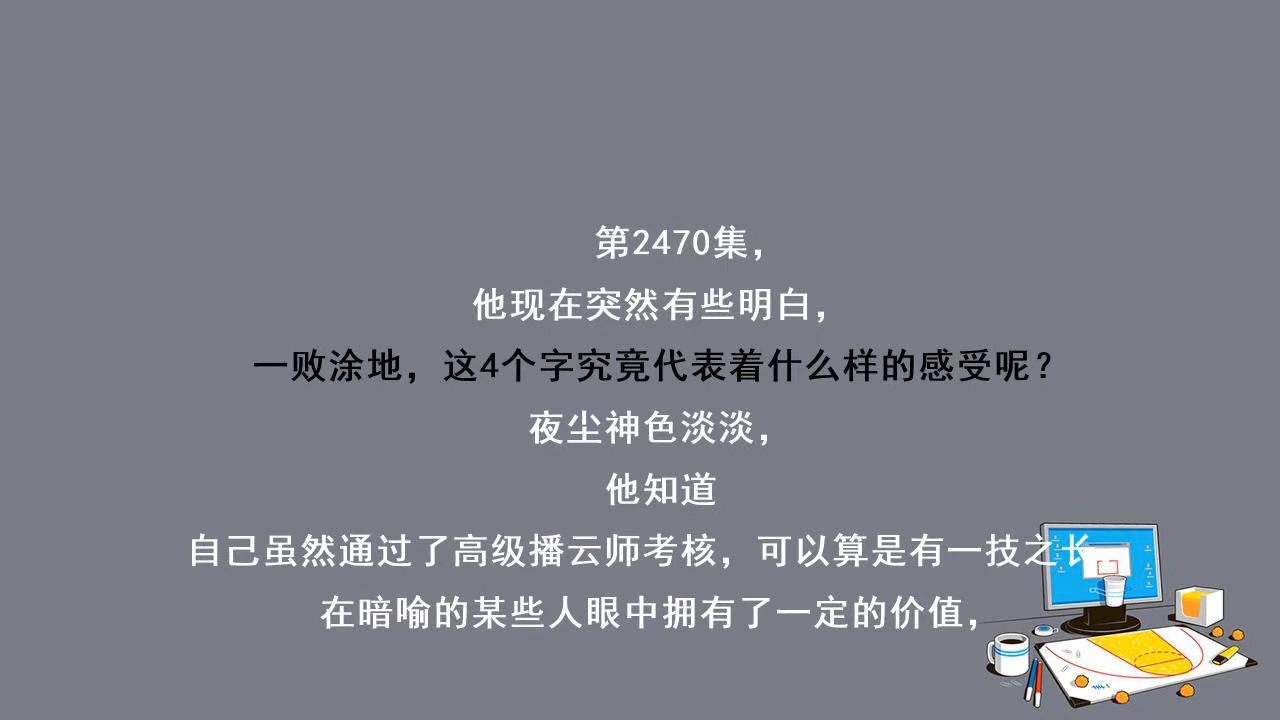 第2470集，
他现在突然有些明白，
一败涂地，这4个字究竟代表着什么样的感受呢？
夜尘神色淡淡，
他知道
自己虽然通过了高级播云师考核，可以算是有一技之长
在暗喻的某些人眼中拥有了一定的价值，